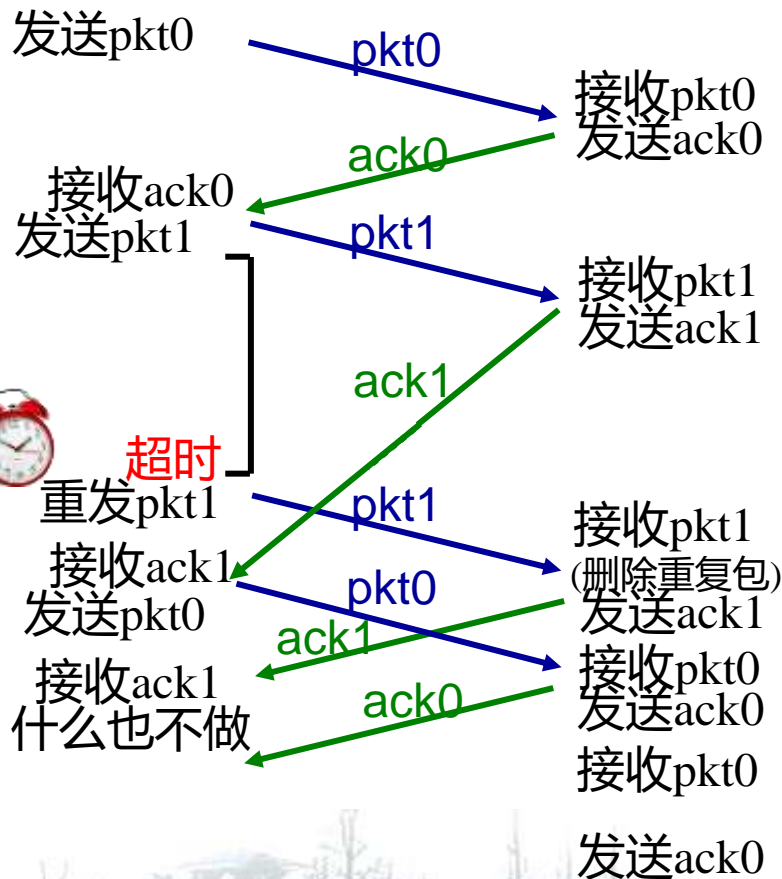 发送pkt0
pkt0
接收pkt0
发送ack0
ack0
接收ack0
发送pkt1
pkt1
接收pkt1
发送ack1
ack1
超时
重发pkt1
pkt1
接收pkt1
(删除重复包)
发送ack1
接收ack1
发送pkt0
pkt0
ack1
接收pkt0
发送ack0
接收ack1
什么也不做
ack0
接收pkt0
发送ack0